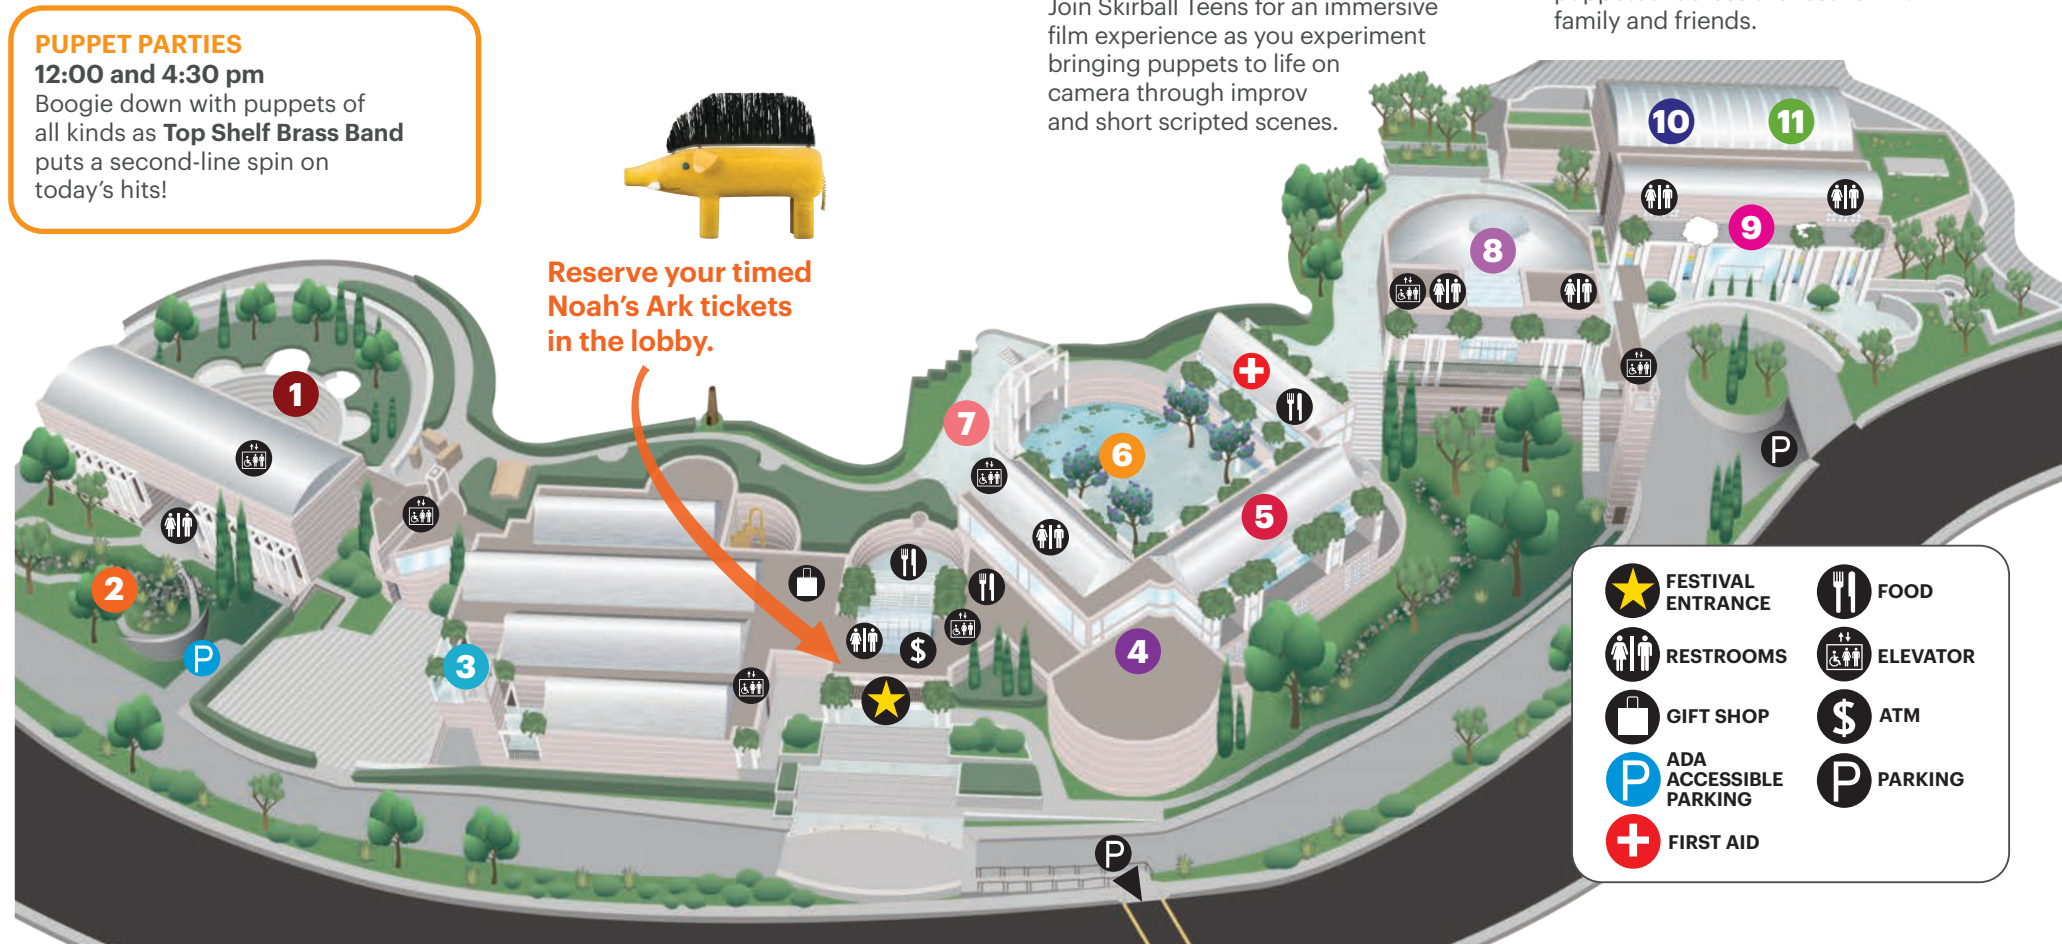 PUPPET PARTIES
12:00 and 4:30 pm
Boogie down with puppets of
all kinds as Top Shelf Brass Band
puts a second-line spin on
today's hits!
Join Skirball Teens for an immersive
film experience as you experiment
bringing puppets to life on
camera through improv
and short scripted scenes.
family and friends.
Reserve your timed
Noah's Ark tickets
in the lobby.
1
2
3
4
5
6
7
8
9
10
11
P
P
P
$
FESTIVAL
ENTRANCE
RESTROOMS
GIFT SHOP
P ADA
ACCESSIBLE
PARKING
FIRST AID
FOOD
ELEVATOR
$ ATM
P PARKING